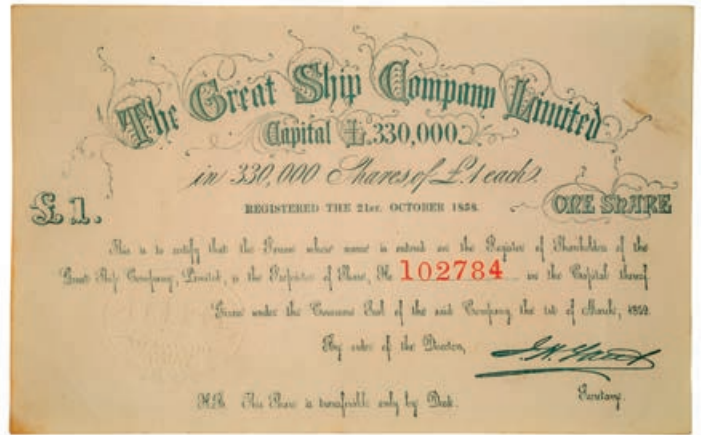 The Great Ship Company Limited
Capital £.330,000.
in 330,000 Shares of £.1 each.
£1.
REGISTERED THE 21ST. OCTOBER 1858.
ONE SHARE
This is to certify that the Person whose name is entered on the Register of Shareholders of the
Great Ship Company, Limited, is the Proprietor of Share, No 102784 in the Capital thereof
Given under the Common Seal of the said Company the 1st of March, 1859.
By order of the Directors,
Secretary.
N.B. This Share is transferable only by Deed.